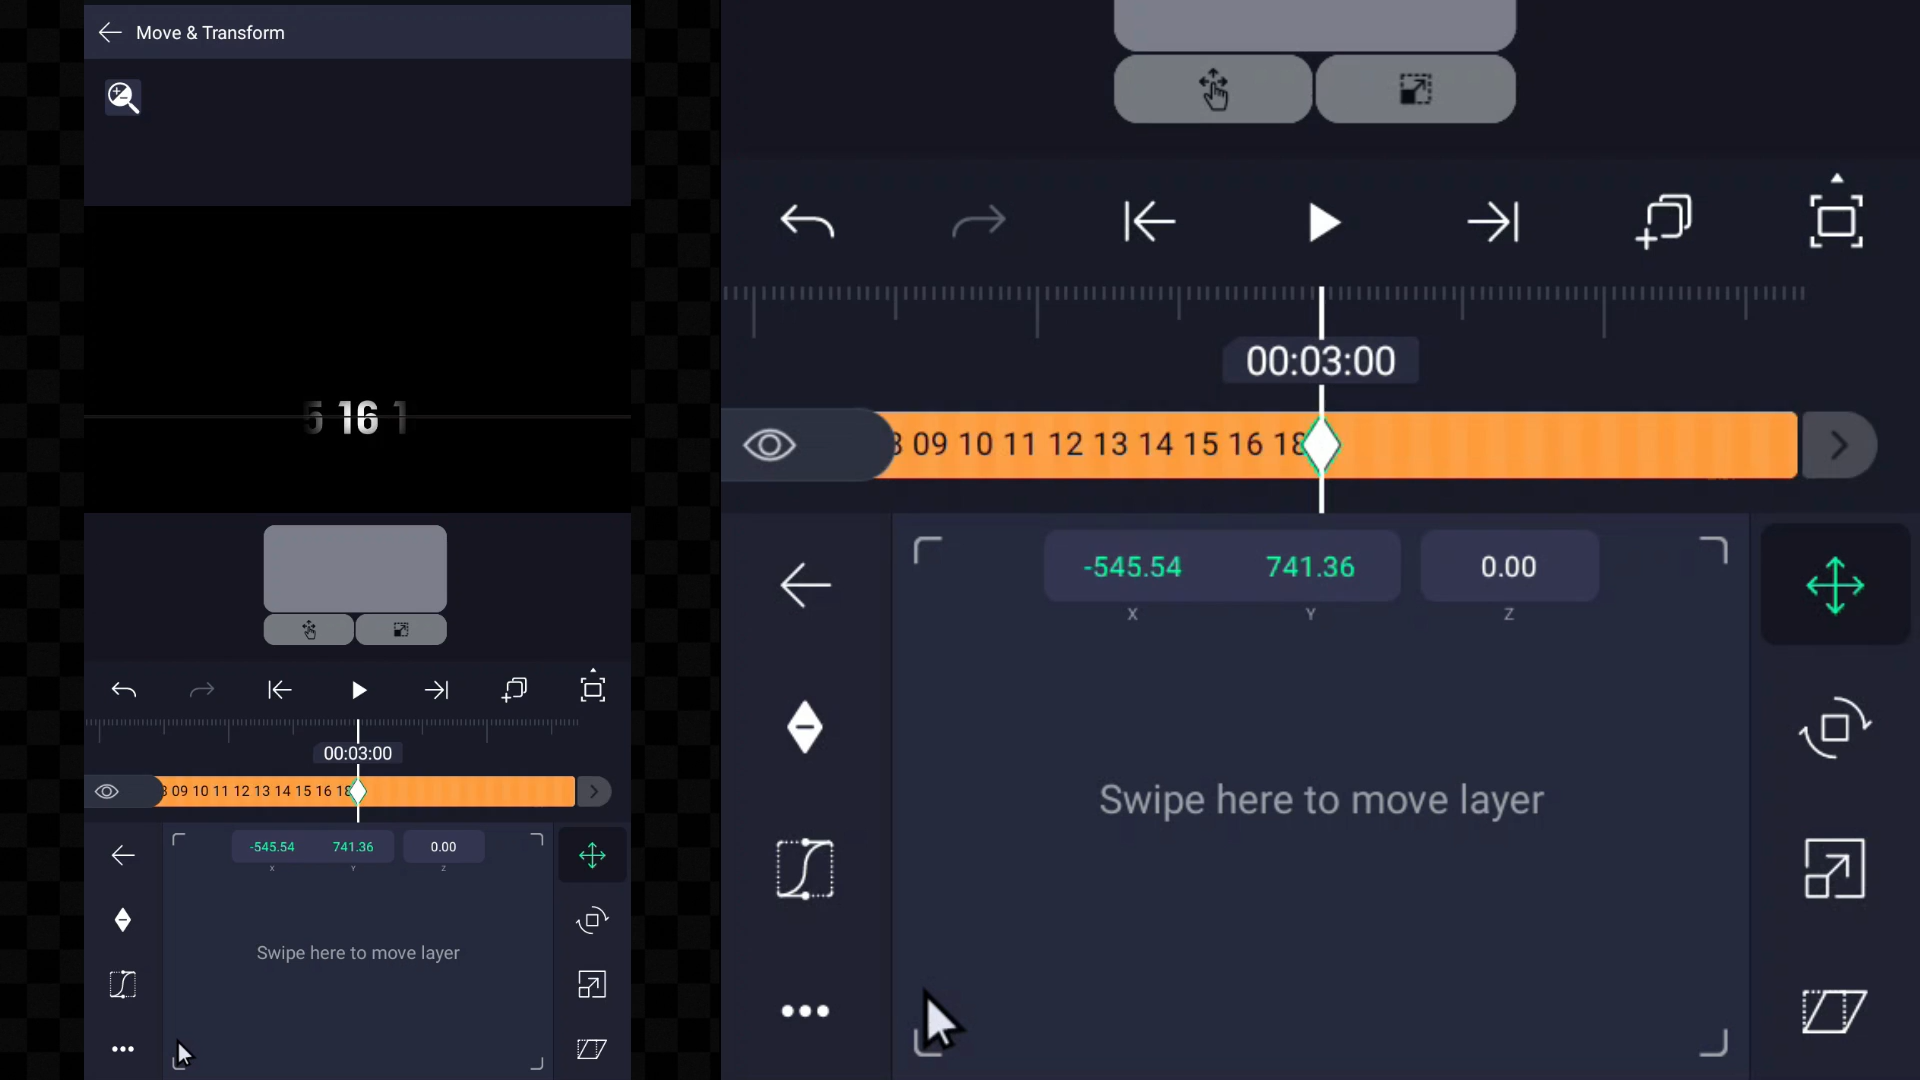 Move & Transform
5 16 1
00:03:00
09 10 11 12 13 14 15 16 18
-545.54 741.36 0.00
X Y Z
Swipe here to move layer
00:03:00
09 10 11 12 13 14 15 16 18
-545.54 741.36 0.00
X Y Z
Swipe here to move layer